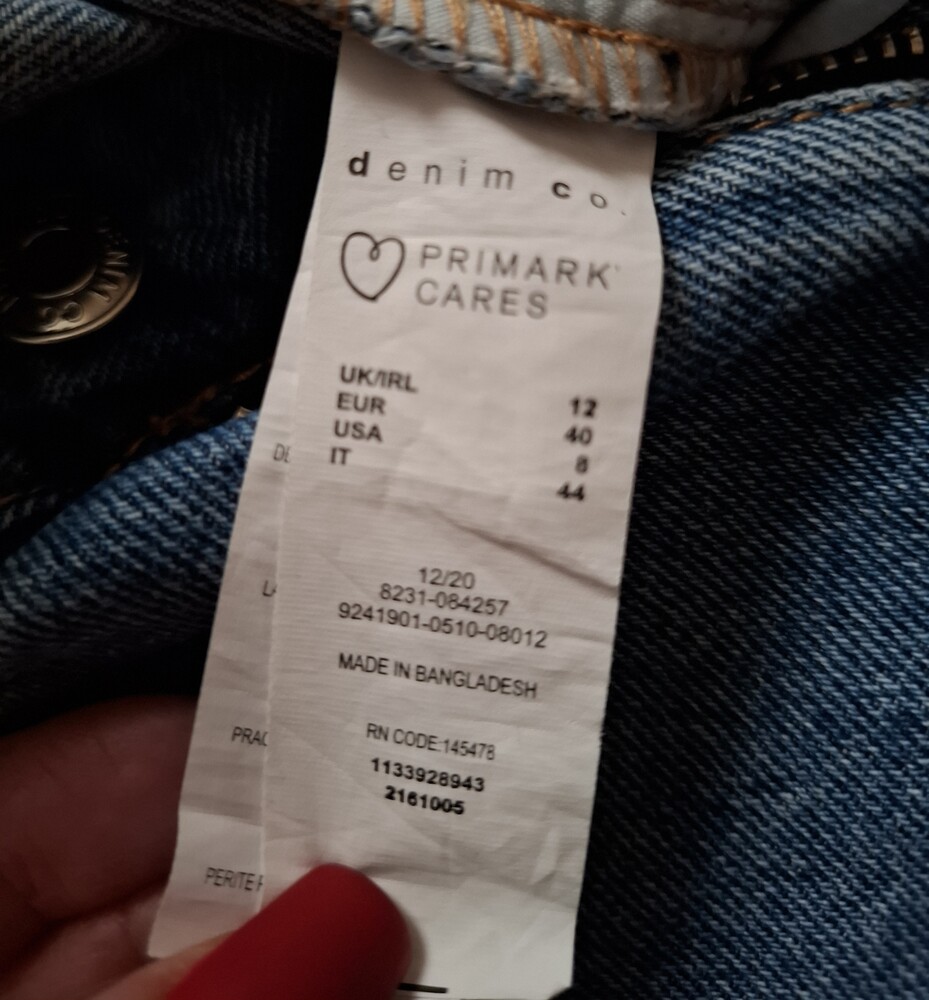 denim co.
PRIMARK
CARES
UK/IRL 12
EUR 40
USA 8
IT 44
12/20
8231-084257
9241901-0510-08012
MADE IN BANGLADESH
RN CODE:145478
1133928943
2161005